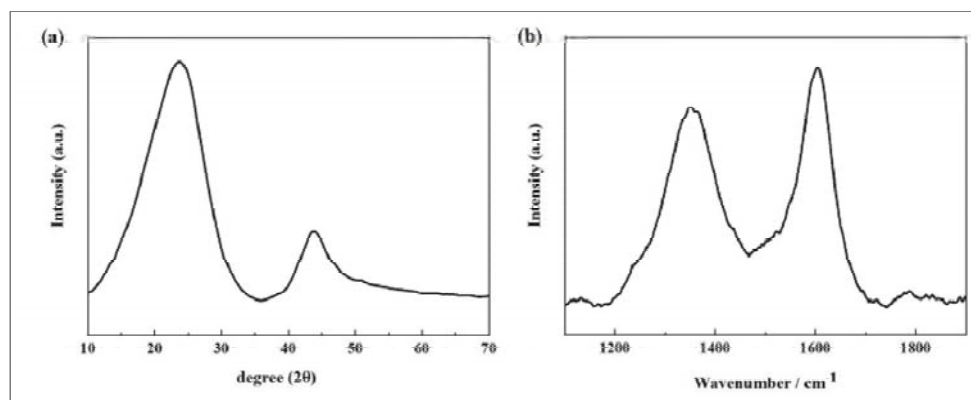 (a)
Intensity (a.u.)
10 20 30 40 50 60 70
degree (2θ)
(b)
Intensity (a.u.)
1200 1400 1600 1800
Wavenumber / cm-1